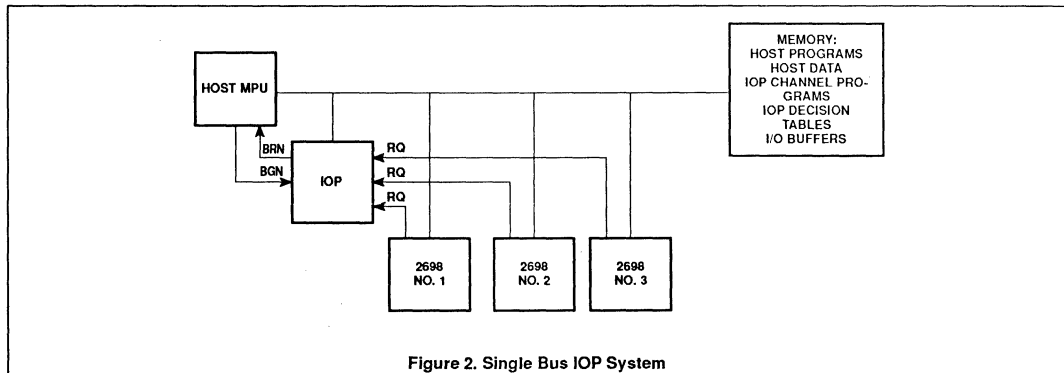 MEMORY:
HOST PROGRAMS
HOST DATA
IOP CHANNEL PRO-
GRAMS
IOP DECISION
TABLES
I/O BUFFERS
HOST MPU
BRN
BGN
IOP
RQ
RQ
RQ
2698
NO. 1
2698
NO. 2
2698
NO. 3
Figure 2. Single Bus IOP System